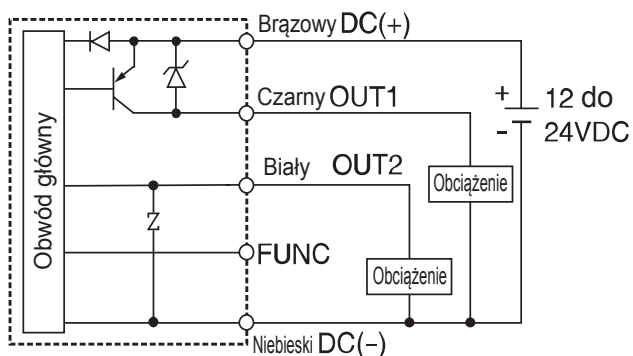 Brązowy DC(+)
Obwód główny
Czarny OUT1
+
-
12 do
24VDC
Biały OUT2
Obciążenie
FUNC
Obciążenie
Niebieski DC(-)